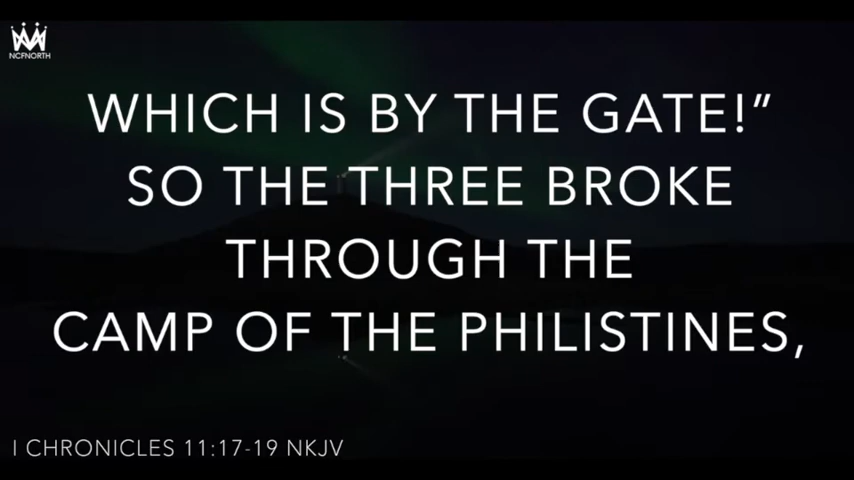 NCFNORTH
WHICH IS BY THE GATE!”
SO THE THREE BROKE
THROUGH THE
CAMP OF THE PHILISTINES,
I CHRONICLES 11:17-19 NKJV